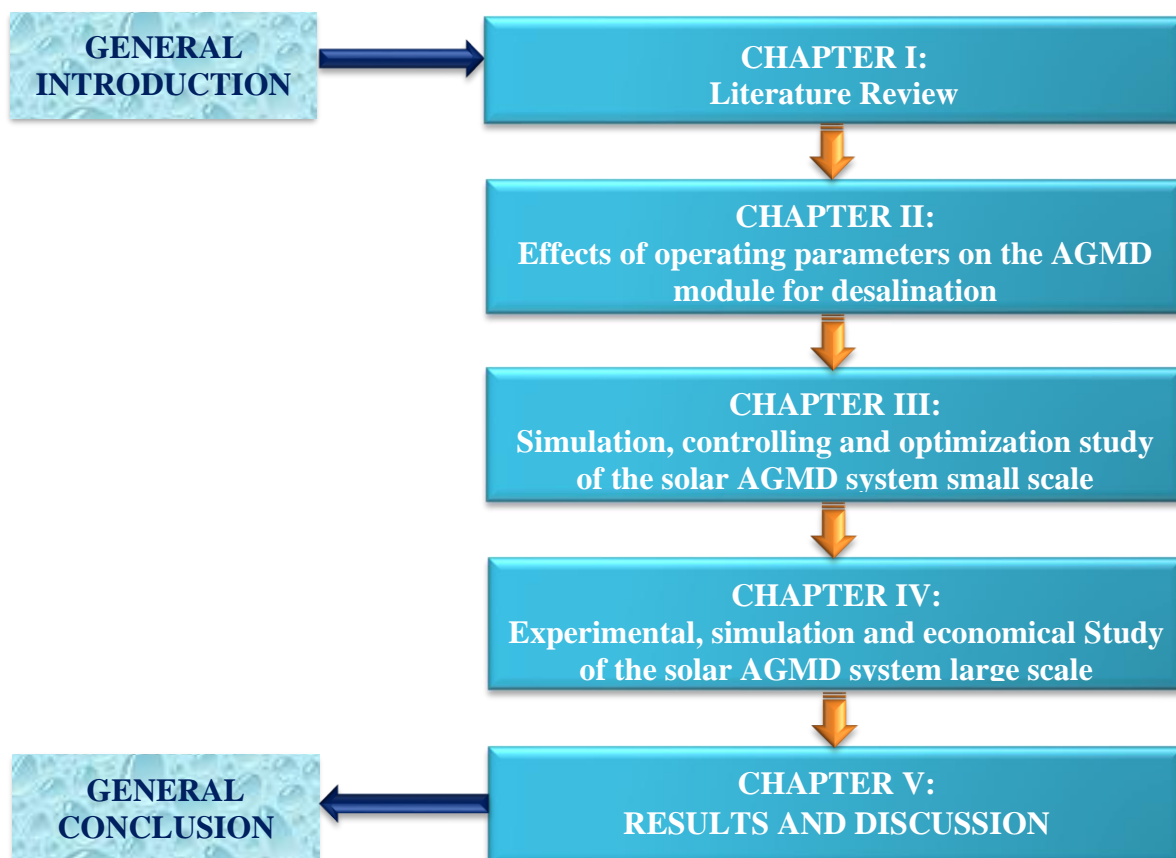 GENERAL
INTRODUCTION
CHAPTER I:
Literature Review
CHAPTER II:
Effects of operating parameters on the AGMD
module for desalination
CHAPTER III:
Simulation, controlling and optimization study
of the solar AGMD system small scale
CHAPTER IV:
Experimental, simulation and economical Study
of the solar AGMD system large scale
CHAPTER V:
RESULTS AND DISCUSSION
GENERAL
CONCLUSION